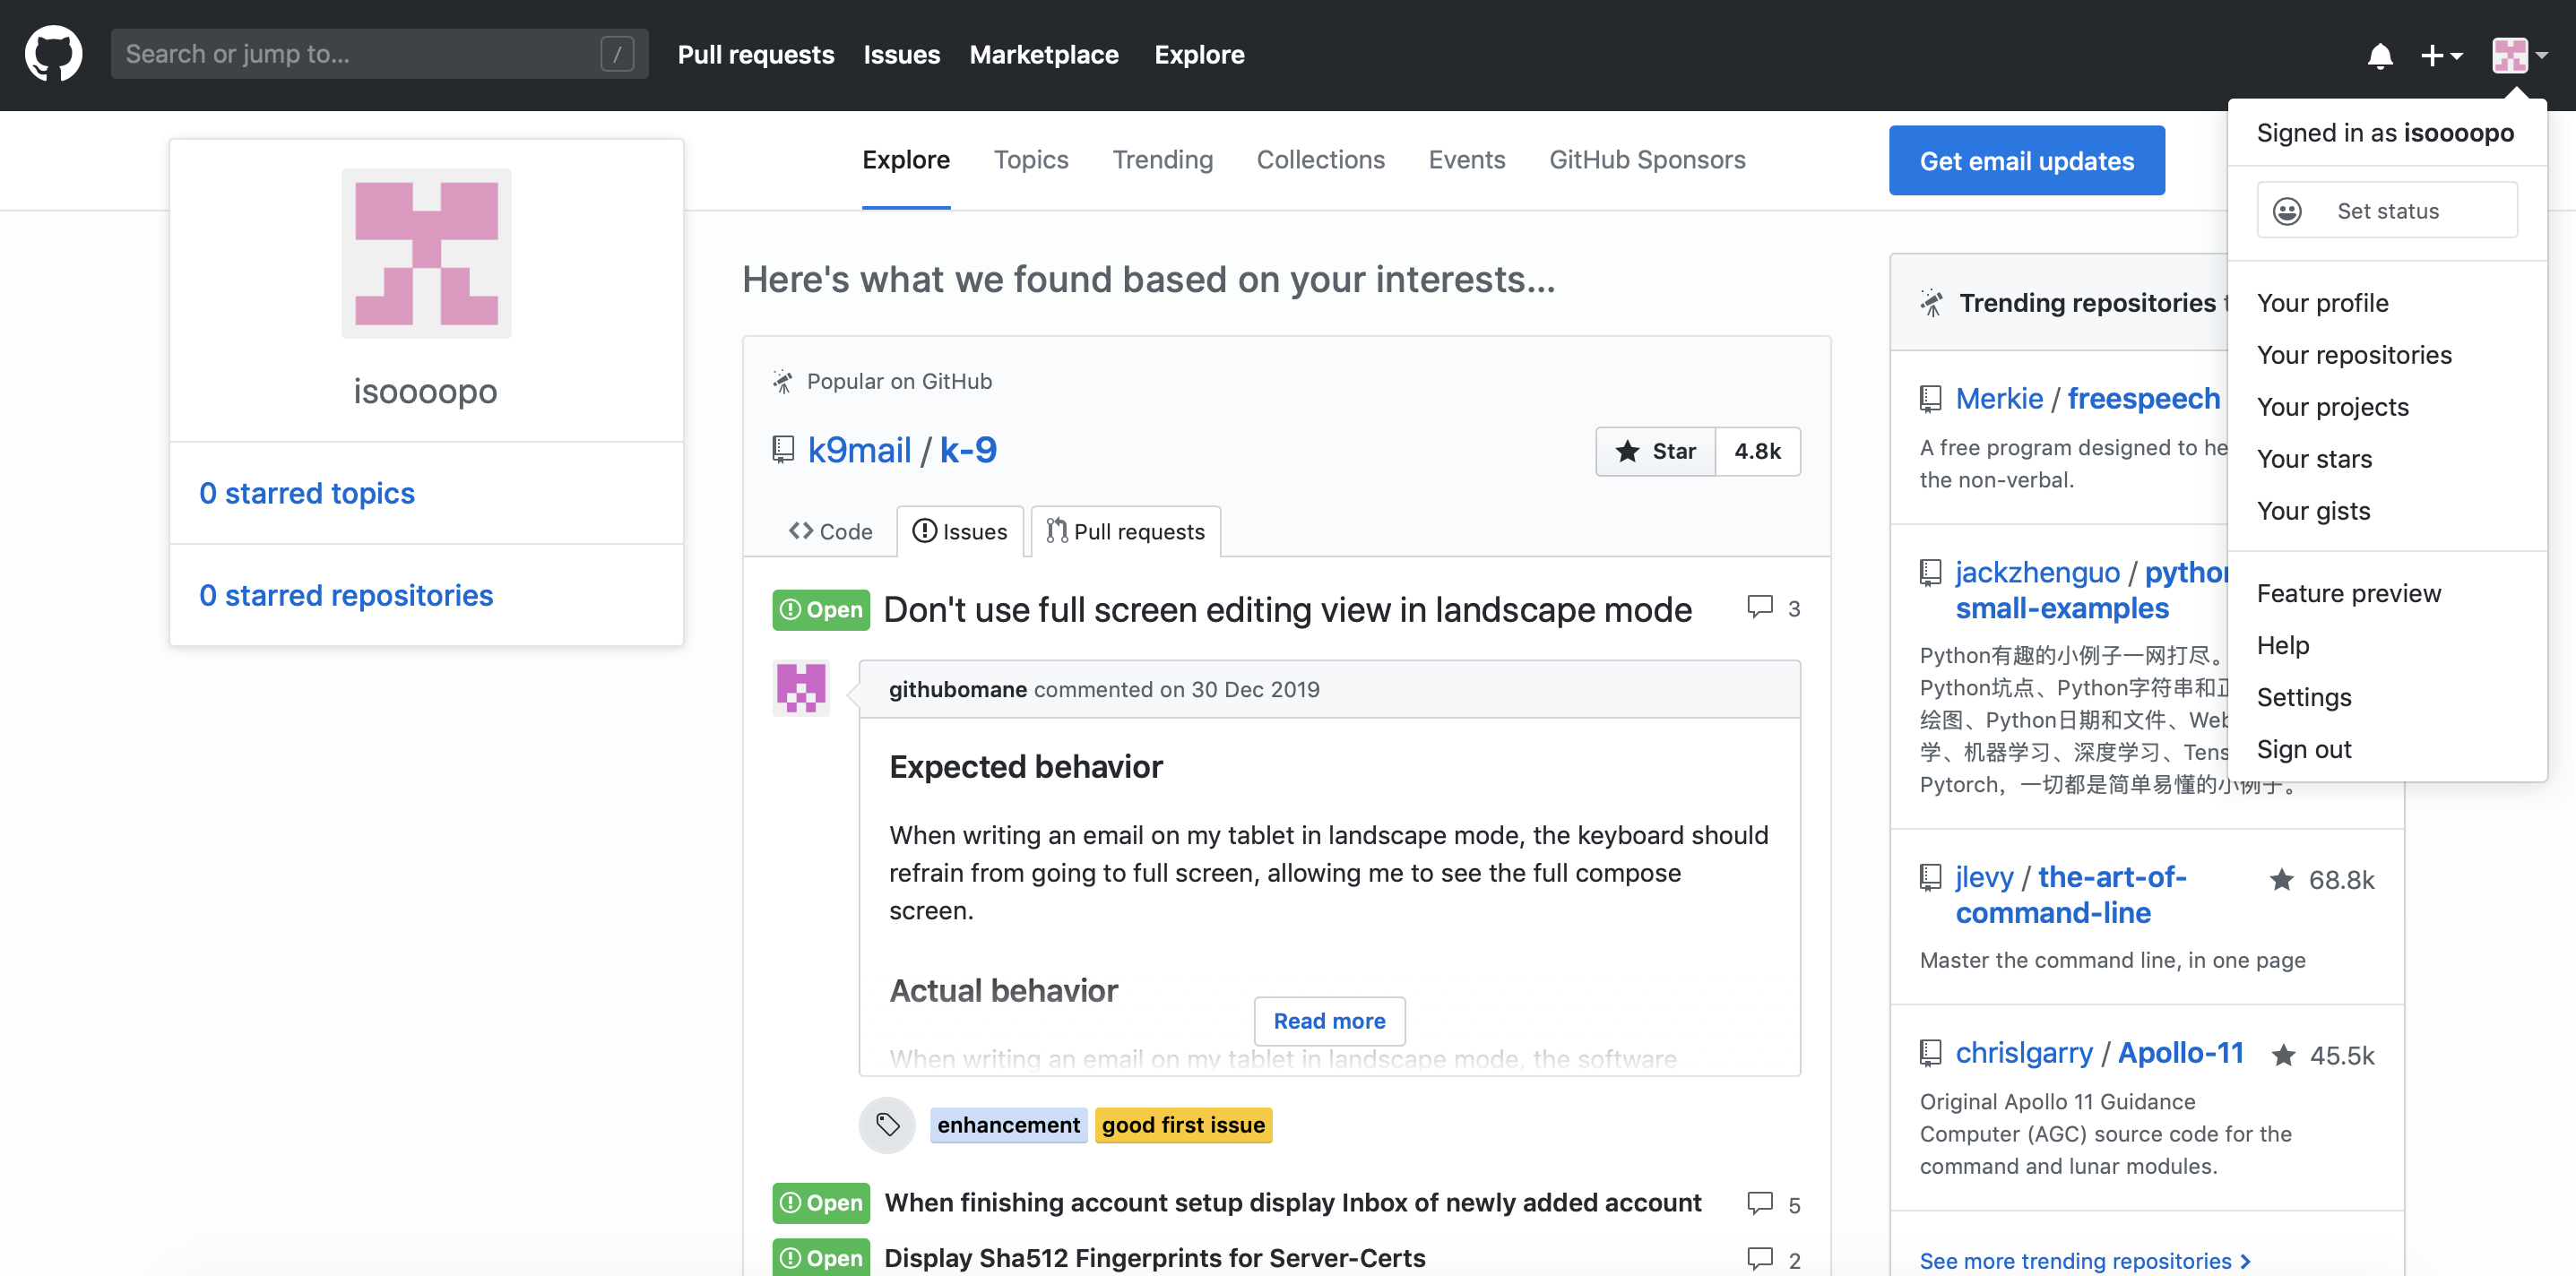 Search or jump to... /
Pull requests
Issues
Marketplace
Explore
isoooopo
0 starred topics
0 starred repositories
Explore
Topics
Trending
Collections
Events
GitHub Sponsors
Get email updates
Here's what we found based on your interests...
Popular on GitHub
k9mail / k-9
Star 4.8k
Code
Issues
Pull requests
Open Don't use full screen editing view in landscape mode 3
githubomane commented on 30 Dec 2019
Expected behavior
When writing an email on my tablet in landscape mode, the keyboard should
refrain from going to full screen, allowing me to see the full compose
screen.
Actual behavior
Read more
When writing an email on my tablet in landscape mode, the software
enhancement good first issue
Open When finishing account setup display Inbox of newly added account 5
Open Display Sha512 Fingerprints for Server-Certs 2
Trending repositories
Merkie / freespeech
A free program designed to he
the non-verbal.
jackzhenguo / python
small-examples
Python有趣的小例子一网打尽。
Python坑点、Python字符串和正
绘图、Python日期和文件、Web
学、机器学习、深度学习、Tens
Pytorch，一切都是简单易懂的小例子。
jlevy / the-art-of-
command-line
68.8k
Master the command line, in one page
chrislgarry / Apollo-11 45.5k
Original Apollo 11 Guidance
Computer (AGC) source code for the
command and lunar modules.
See more trending repositories
Signed in as isoooopo
Set status
Your profile
Your repositories
Your projects
Your stars
Your gists
Feature preview
Help
Settings
Sign out